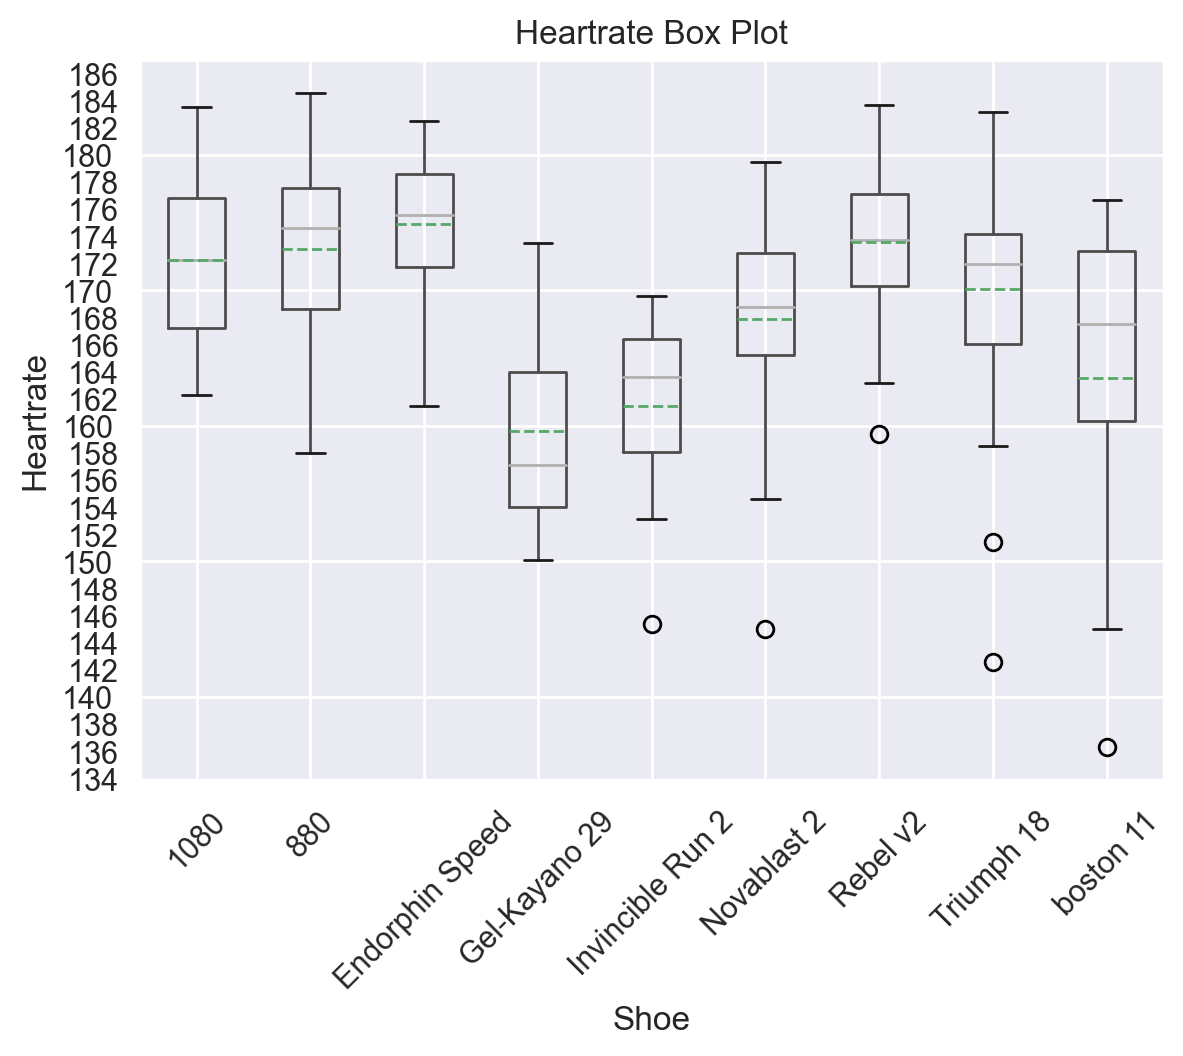 Heartrate Box Plot
186
184
182
180
178
176
174
172
170
168
166
164
162
160
158
156
154
152
150
148
146
144
142
140
138
136
134
Heartrate
1080
880
Endorphin Speed
Gel-Kayano 29
Invincible Run 2
Novablast 2
Rebel v2
Triumph 18
boston 11
Shoe